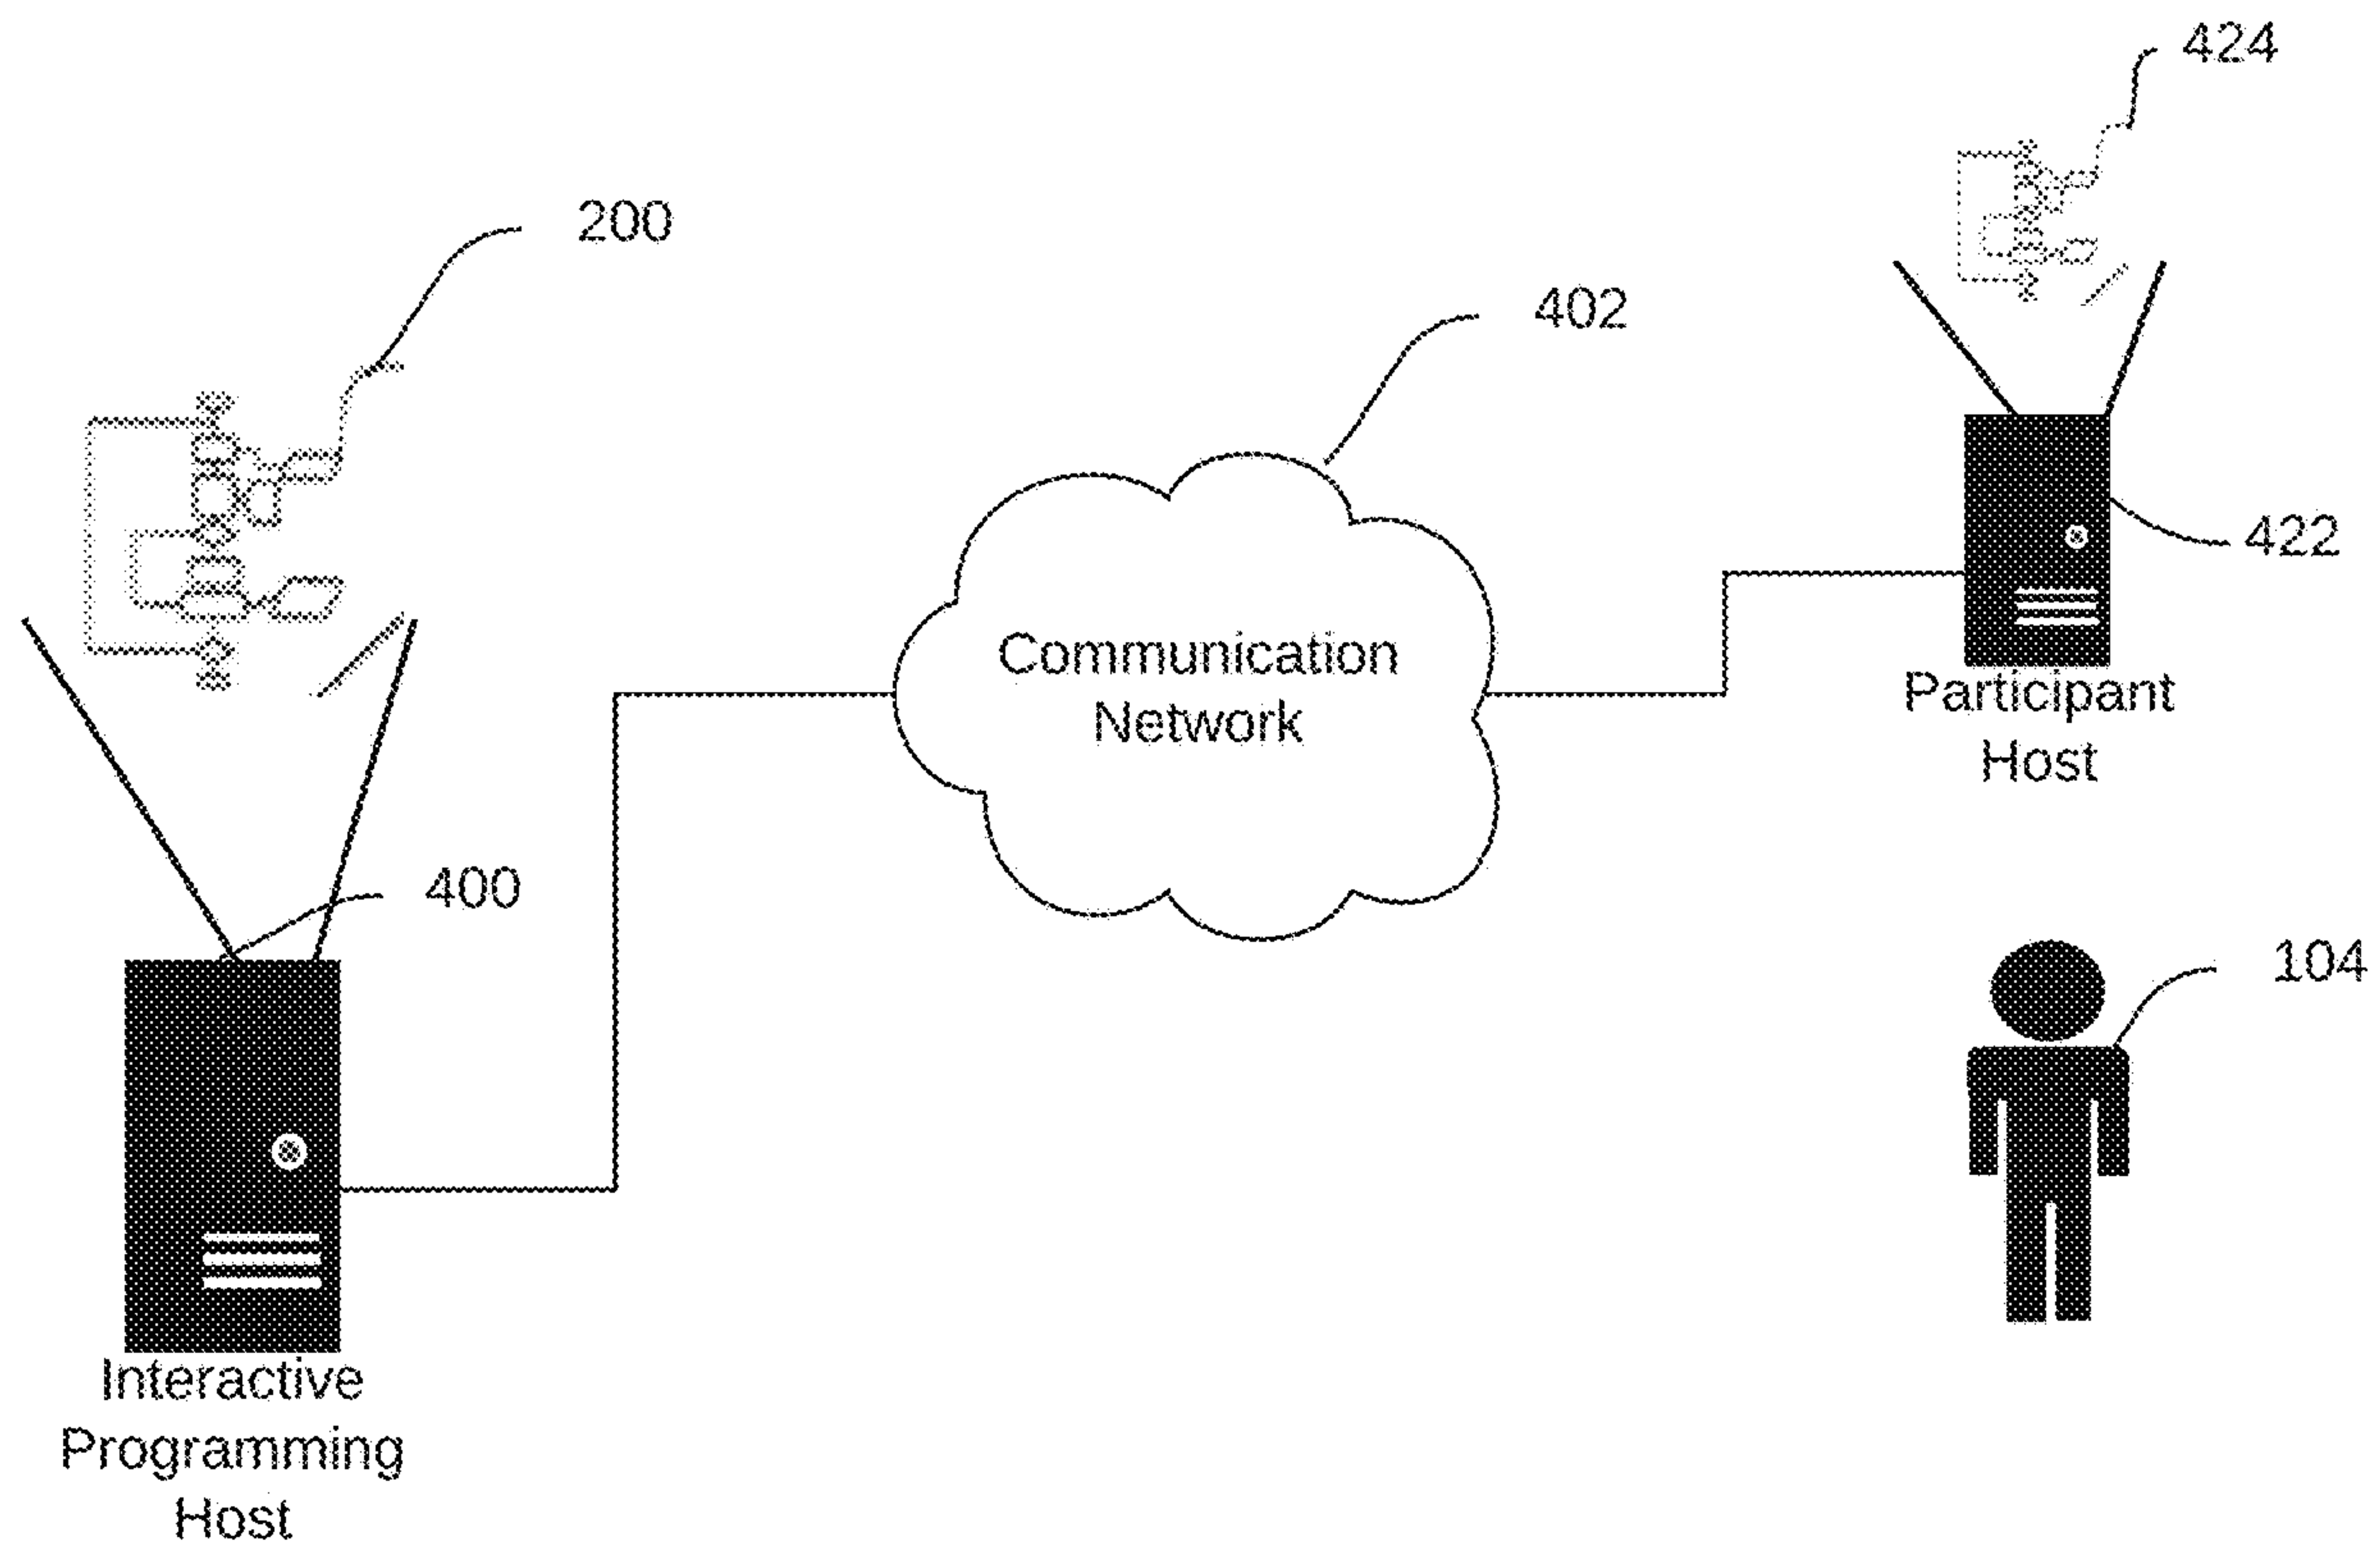 424
200
402
422
Communication
Network
Participant
Host
400
104
Interactive
Programming
Host